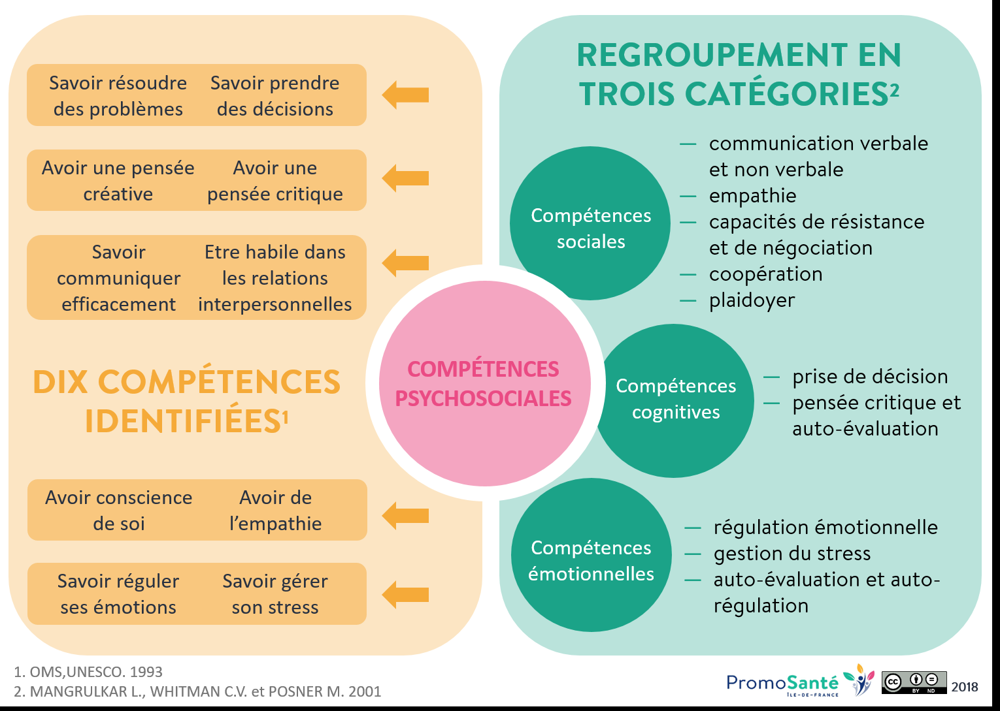 Savoir résoudre
des problèmes
Savoir prendre
des décisions
Avoir une pensée
créative
Avoir une
pensée critique
Savoir
communiquer
efficacement
Etre habile dans
les relations
interpersonnelles
DIX COMPÉTENCES
IDENTIFIÉES¹
Avoir conscience
de soi
Avoir de
l’empathie
Savoir réguler
ses émotions
Savoir gérer
son stress
COMPÉTENCES
PSYCHOSOCIALES
REGROUPEMENT EN
TROIS CATÉGORIES²
Compétences
sociales
— communication verbale
et non verbale
— empathie
— capacités de résistance
et de négociation
— coopération
— plaidoyer
Compétences
cognitives
— prise de décision
— pensée critique et
auto-évaluation
Compétences
émotionnelles
— régulation émotionnelle
— gestion du stress
— auto-évaluation et auto-
régulation
1. OMS,UNESCO. 1993
2. MANGRULKAR L., WHITMAN C.V. et POSNER M. 2001
PromoSanté
ÎLE-DE-FRANCE
cc
BY ND
2018